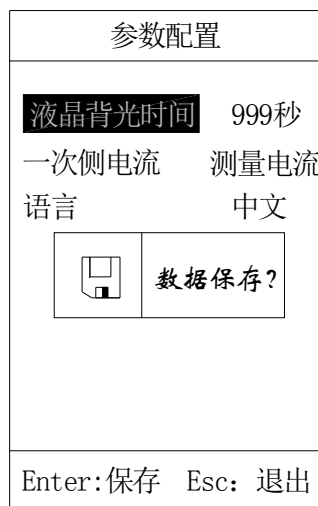 参数配置
液晶背光时间 999秒
一次侧电流 测量电流
语言 中文
数据保存?
Enter:保存 Esc: 退出